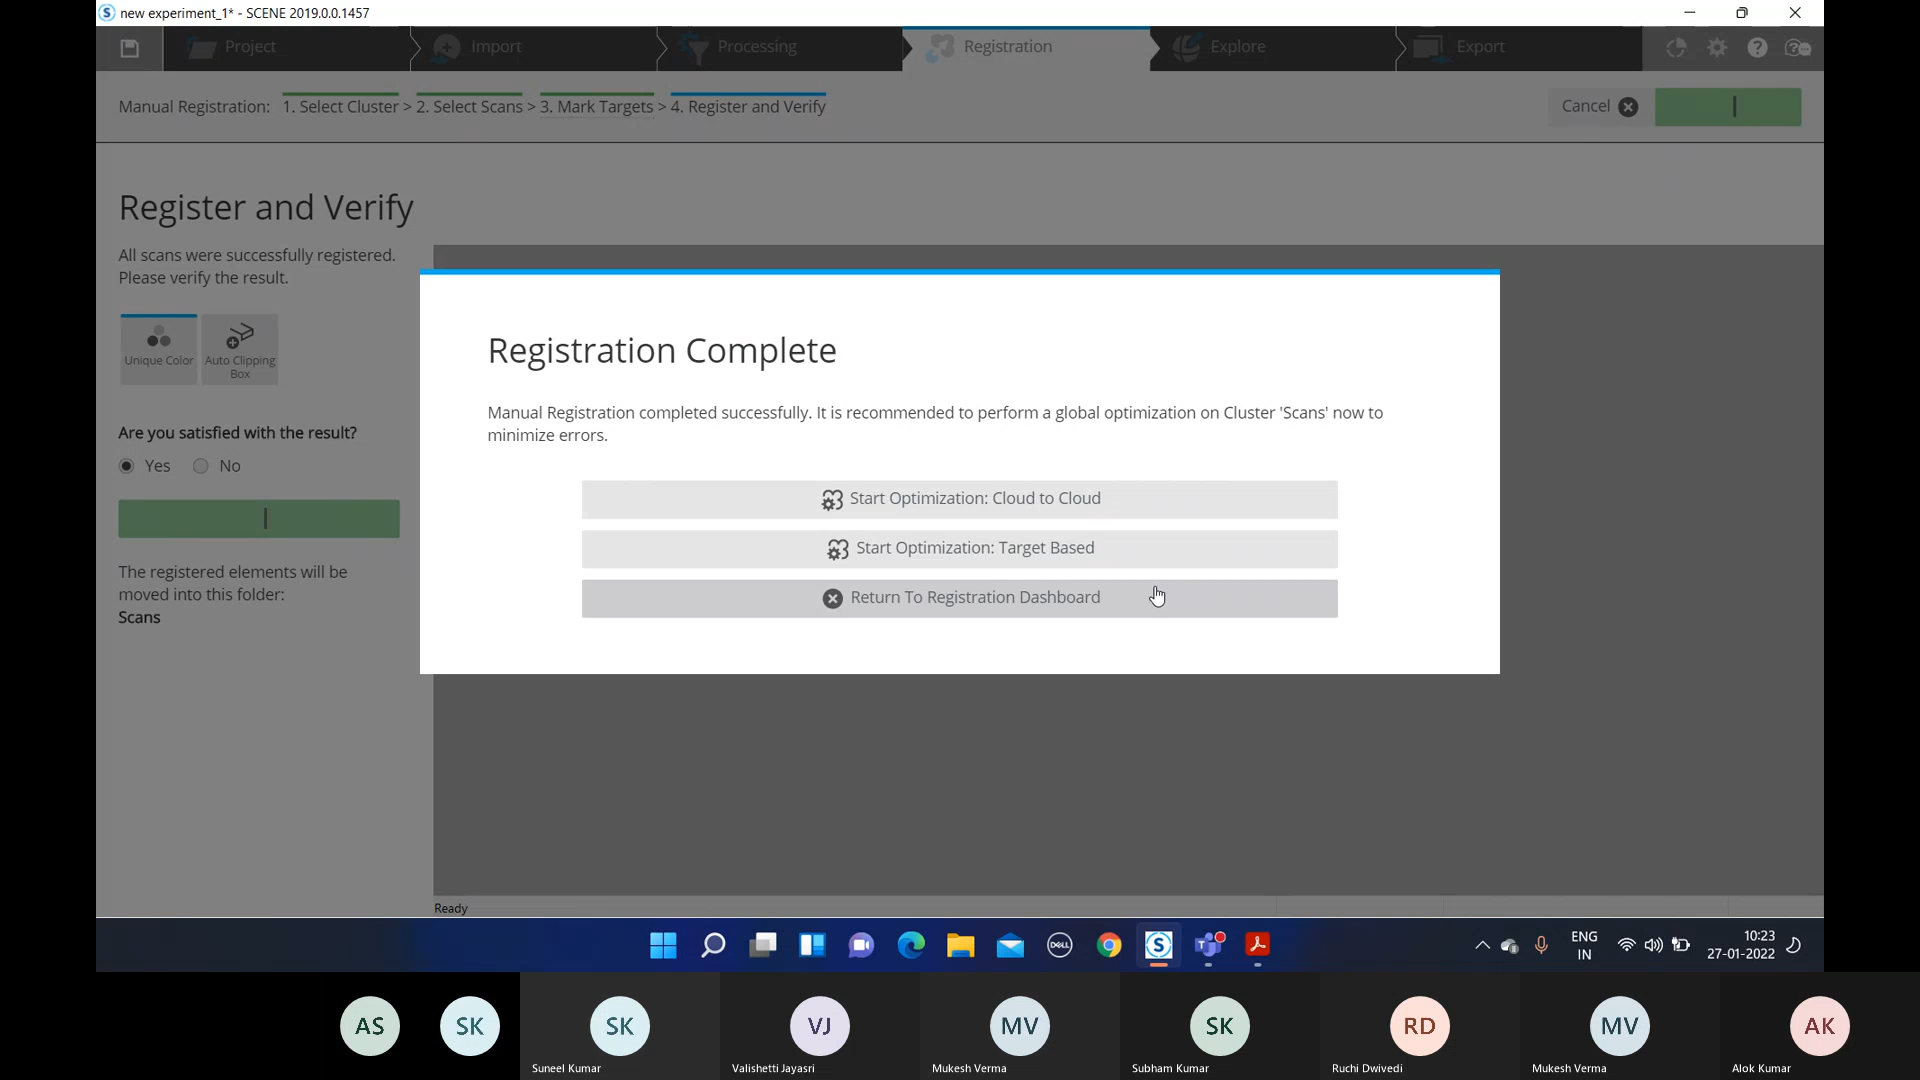 new experiment_1* - SCENE 2019.0.0.1457
Project
Import
Processing
Registration
Explore
Export
Manual Registration: 1. Select Cluster > 2. Select Scans > 3. Mark Targets > 4. Register and Verify
Cancel
Register and Verify
All scans were successfully registered.
Please verify the result.
Unique Color
Auto Clipping
Box
Are you satisfied with the result?
Yes
No
The registered elements will be
moved into this folder:
Scans
Registration Complete
Manual Registration completed successfully. It is recommended to perform a global optimization on Cluster 'Scans' now to
minimize errors.
Start Optimization: Cloud to Cloud
Start Optimization: Target Based
Return To Registration Dashboard
Ready
DELL
ENG
IN
10:23
27-01-2022
AS
SK
SK
VJ
MV
SK
RD
MV
AK
Suneel Kumar
Valishetti Jayasri
Mukesh Verma
Subham Kumar
Ruchi Dwivedi
Mukesh Verma
Alok Kumar